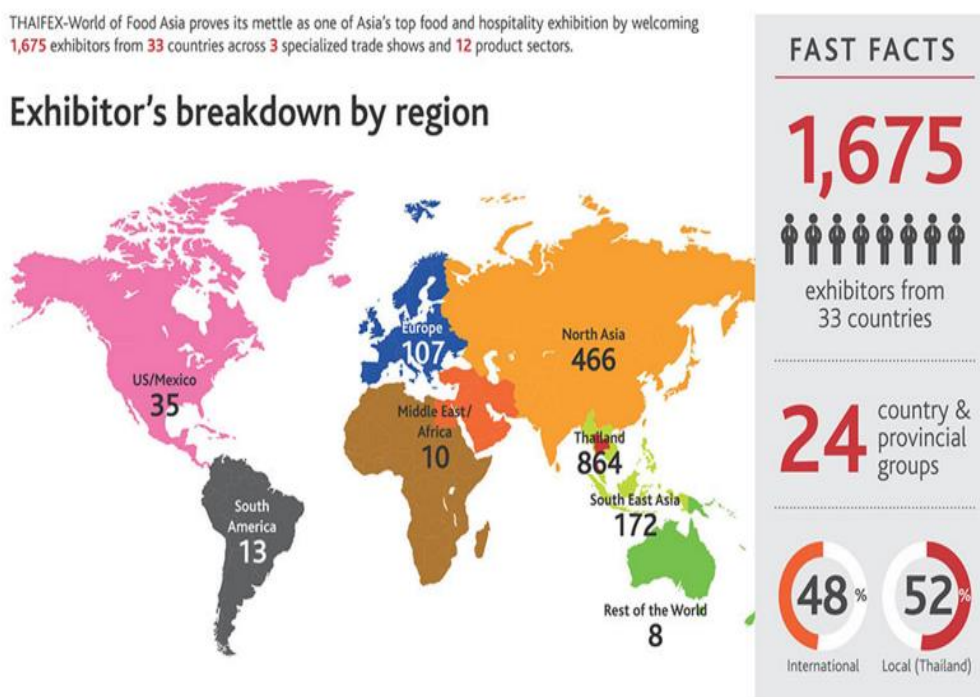 THAIFEX-World of Food Asia proves its mettle as one of Asia's top food and hospitality exhibition by welcoming
1,675 exhibitors from 33 countries across 3 specialized trade shows and 12 product sectors.
Exhibitor's breakdown by region
US/Mexico
35
South
America
13
Europe
107
Middle East/
Africa
10
North Asia
466
Thailand
864
South East Asia
172
Rest of the World
8
FAST FACTS
1,675
exhibitors from
33 countries
24
country &
provincial
groups
48 %
International
52%
Local (Thailand)